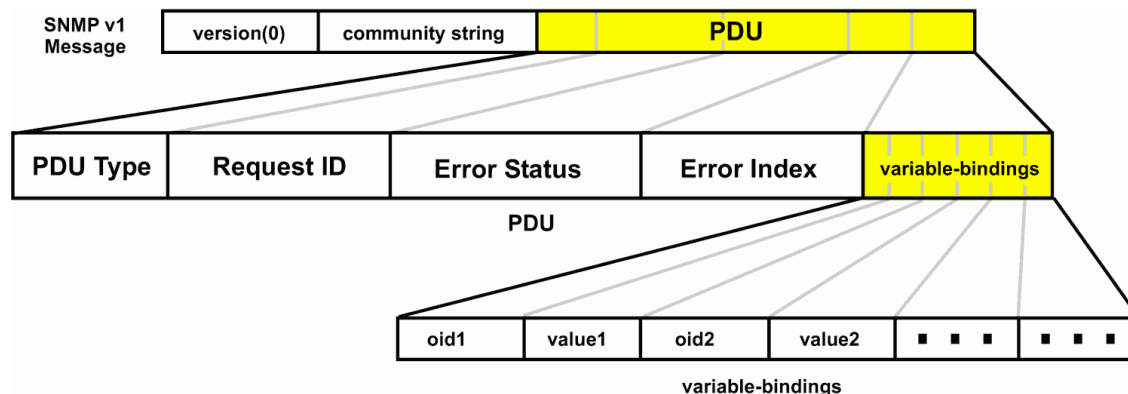 SNMP v1
Message
version(0) community string PDU
PDU Type Request ID Error Status Error Index variable-bindings
PDU
oid1 value1 oid2 value2 ▪ ▪ ▪ ▪ ▪ ▪
variable-bindings